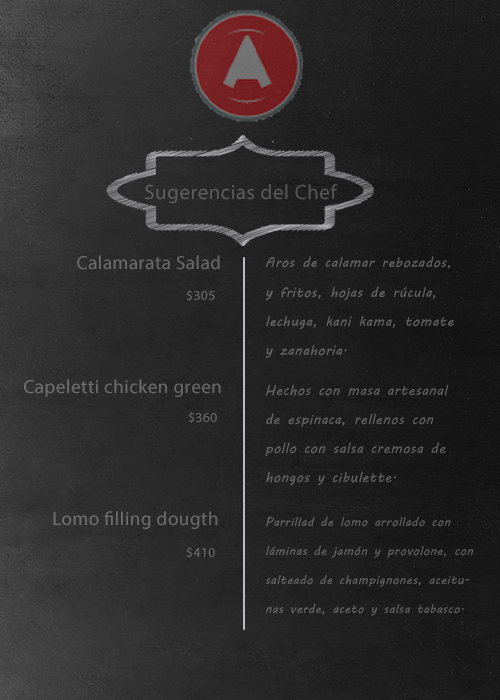 A
Sugerencias del Chef
Calamarata Salad
$305
Aros de calamar rebozados,
y fritos, hojas de rúcula,
lechuga, kani kama, tomate
y zanahoria.
Capeletti chicken green
$360
Hechos con masa artesanal
de espinaca, rellenos con
pollo con salsa cremosa de
hongos y cibulette.
Lomo filling dougth
$410
Parrillad de lomo arrollado con
láminas de jamón y provolone, con
salteado de champignones, aceitu-
nas verde, aceto y salsa tabasco.